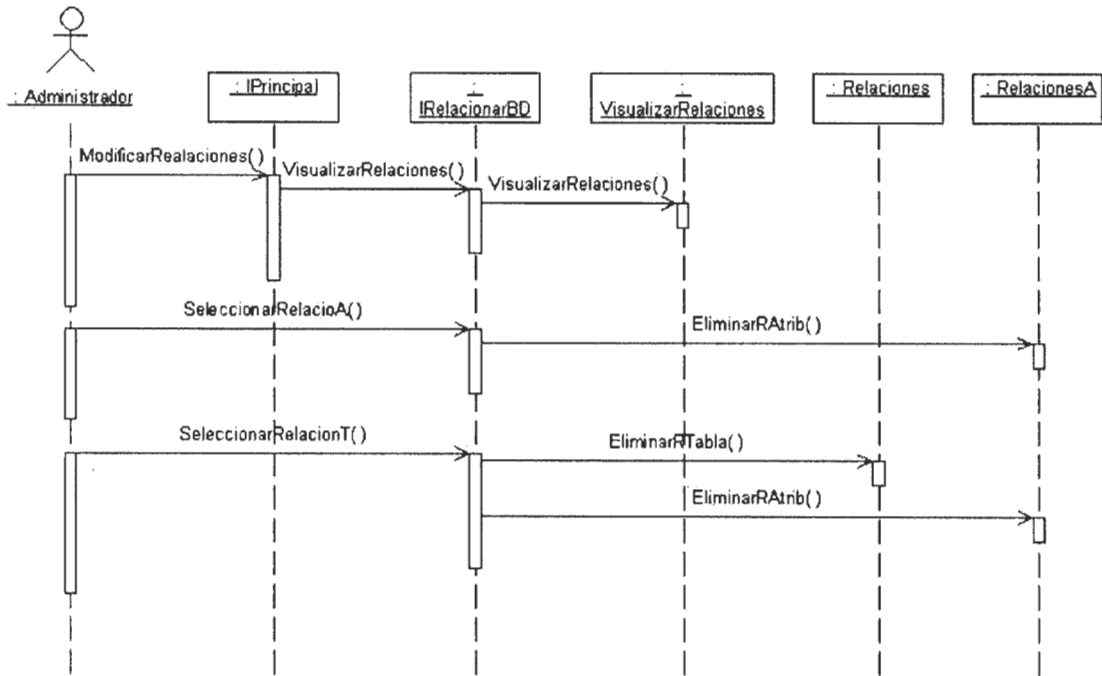 : Administrador
: IPrincipal
:
IRelacionarBD
:
VisualizarRelaciones
: Relaciones
: RelacionesA
ModificarRealaciones()
VisualizarRelaciones()
VisualizarRelaciones()
SeleccionarRelacioA()
EliminarRAtrib()
SeleccionarRelacionT()
EliminarRTabla()
EliminarRAtrib()